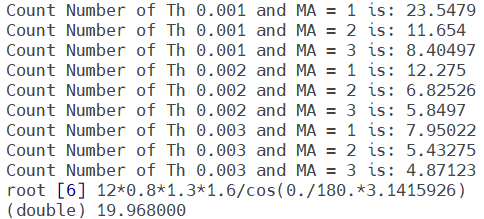 Count Number of Th 0.001 and MA = 1 is: 23.5479
Count Number of Th 0.001 and MA = 2 is: 11.654
Count Number of Th 0.001 and MA = 3 is: 8.40497
Count Number of Th 0.002 and MA = 1 is: 12.275
Count Number of Th 0.002 and MA = 2 is: 6.82526
Count Number of Th 0.002 and MA = 3 is: 5.8497
Count Number of Th 0.003 and MA = 1 is: 7.95022
Count Number of Th 0.003 and MA = 2 is: 5.43275
Count Number of Th 0.003 and MA = 3 is: 4.87123
root [6] 12*0.8*1.3*1.6/cos(0./180.*3.1415926)
(double) 19.968000